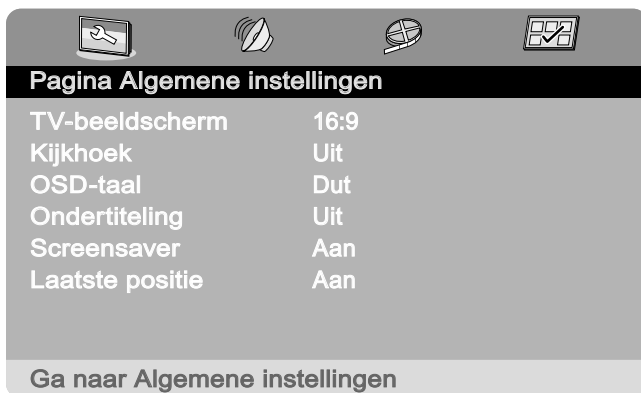 Pagina Algemene instellingen
TV-beeldscherm 16:9
Kijkhoek Uit
OSD-taal Dut
Ondertiteling Uit
Screensaver Aan
Laatste positie Aan
Ga naar Algemene instellingen